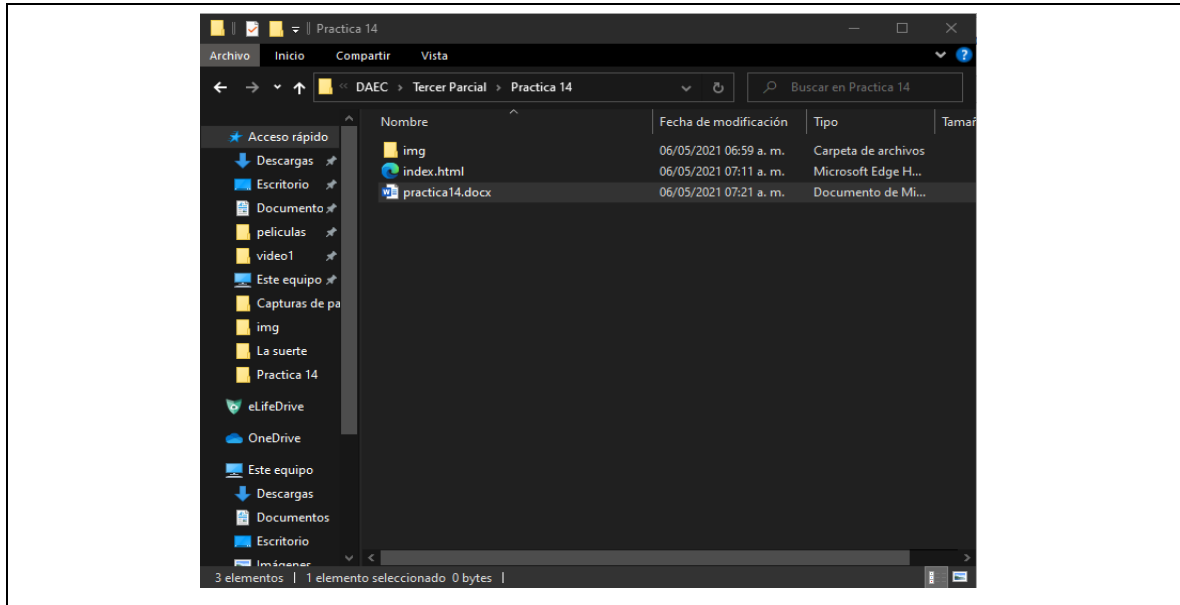 Practica 14
Archivo Inicio Compartir Vista
« DAEC › Tercer Parcial › Practica 14
Buscar en Practica 14
Nombre Fecha de modificación Tipo Tamañ
img 06/05/2021 06:59 a. m. Carpeta de archivos
index.html 06/05/2021 07:11 a. m. Microsoft Edge H...
practica14.docx 06/05/2021 07:21 a. m. Documento de Mi...
Acceso rápido
Descargas
Escritorio
Documento
peliculas
video1
Este equipo
Capturas de pa
img
La suerte
Practica 14
eLifeDrive
OneDrive
Este equipo
Descargas
Documentos
Escritorio
Imágenes
3 elementos | 1 elemento seleccionado 0 bytes |